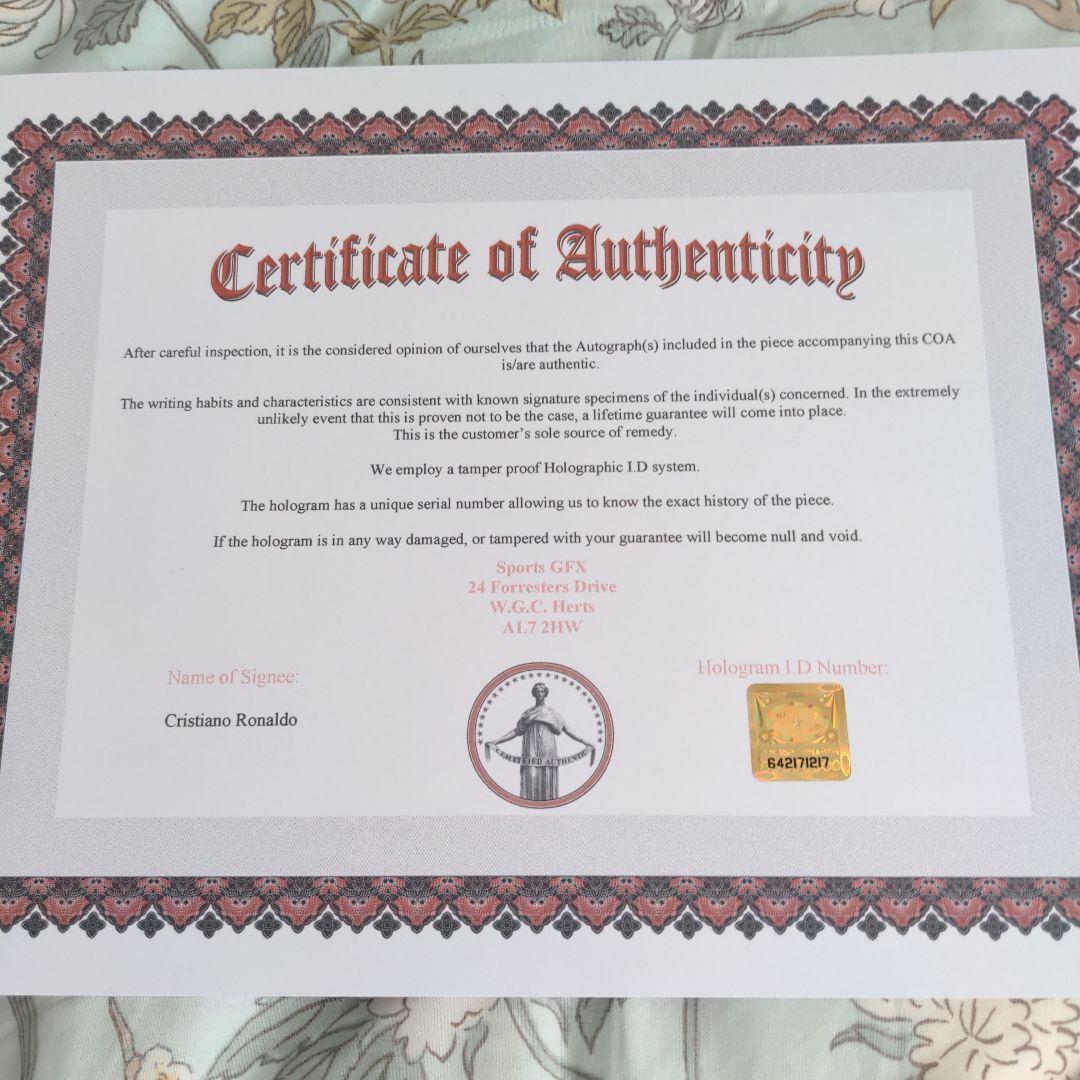 Certificate of Authenticity
After careful inspection, it is the considered opinion of ourselves that the Autograph(s) included in the piece accompanying this COA
is/are authentic.
The writing habits and characteristics are consistent with known signature specimens of the individual(s) concerned. In the extremely
unlikely event that this is proven not to be the case, a lifetime guarantee will come into place.
This is the customer's sole source of remedy.
We employ a tamper proof Holographic I.D system.
The hologram has a unique serial number allowing us to know the exact history of the piece.
If the hologram is in any way damaged, or tampered with your guarantee will become null and void.
Sports GFX
24 Forresters Drive
W.G.C. Herts
AL7 2HW
Name of Signee:
Cristiano Ronaldo
CERTIFIED AUTHENTIC
Hologram I.D Number:
642171217